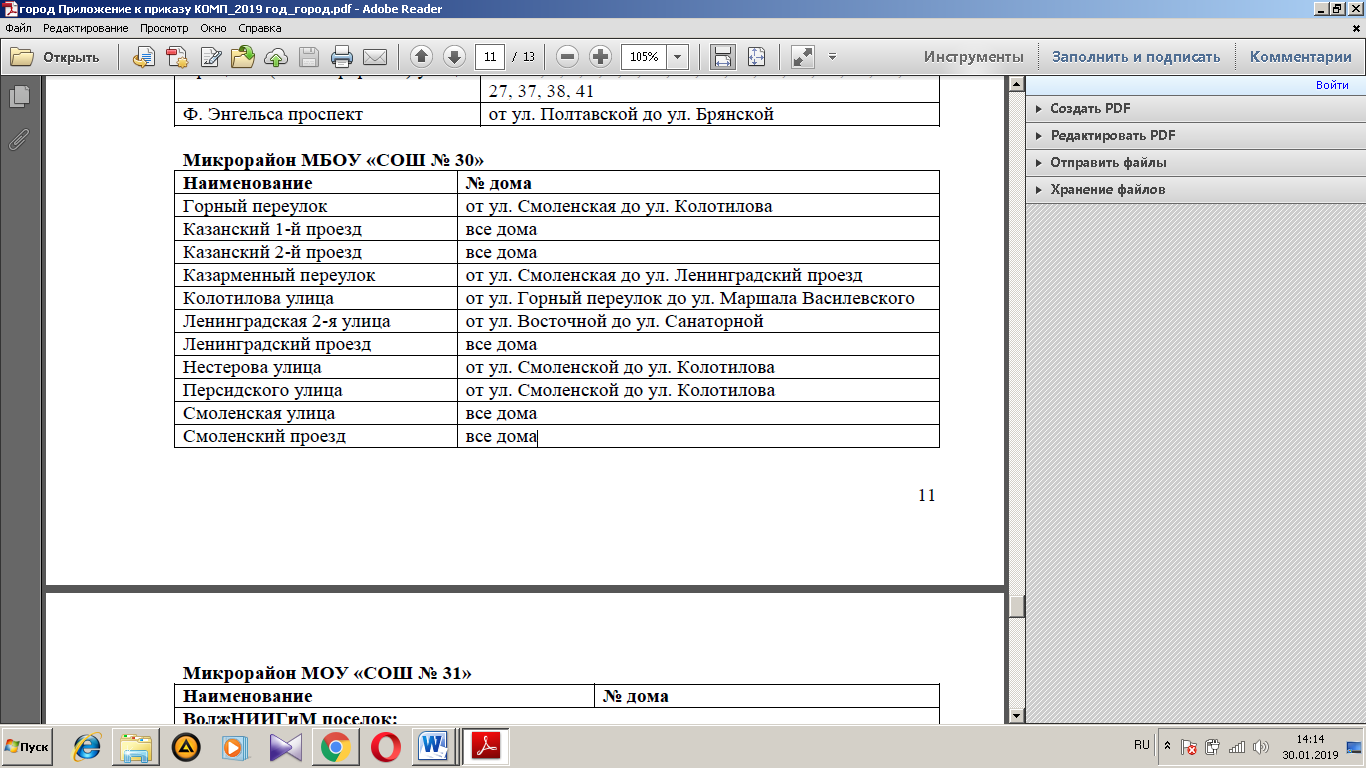 город Приложение к приказу КОМП_2019 год_город.pdf - Adobe Reader
Файл Редактирование Просмотр Окно Справка
Открыть 11 / 13 105% Инструменты Заполнить и подписать Комментарии
Войти
Создать PDF
Редактировать PDF
Отправить файлы
Хранение файлов
27, 37, 38, 41
Ф. Энгельса проспект от ул. Полтавской до ул. Брянской
Микрорайон МБОУ «СОШ № 30»
Наименование № дома
Горный переулок от ул. Смоленская до ул. Колотилова
Казанский 1-й проезд все дома
Казанский 2-й проезд все дома
Казарменный переулок от ул. Смоленская до ул. Ленинградский проезд
Колотилова улица от ул. Горный переулок до ул. Маршала Василевского
Ленинградская 2-я улица от ул. Восточной до ул. Санаторной
Ленинградский проезд все дома
Нестерова улица от ул. Смоленской до ул. Колотилова
Персидского улица от ул. Смоленской до ул. Колотилова
Смоленская улица все дома
Смоленский проезд все дома
11
Микрорайон МОУ «СОШ № 31»
Наименование № дома
ВолжНИИГиМ поселок:
Пуск RU 14:14
30.01.2019